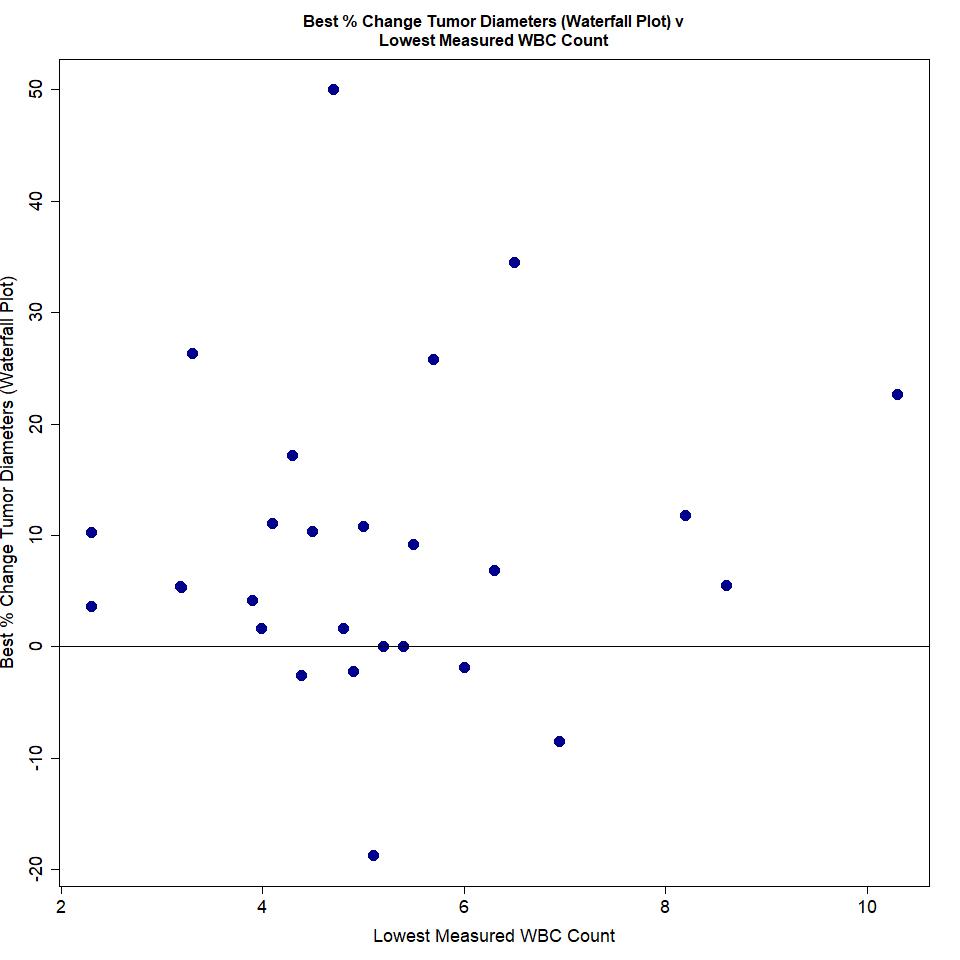 Best % Change Tumor Diameters (Waterfall Plot) v
Lowest Measured WBC Count
Best % Change Tumor Diameters (Waterfall Plot)
50
40
30
20
10
0
-10
-20
2 4 6 8 10
Lowest Measured WBC Count